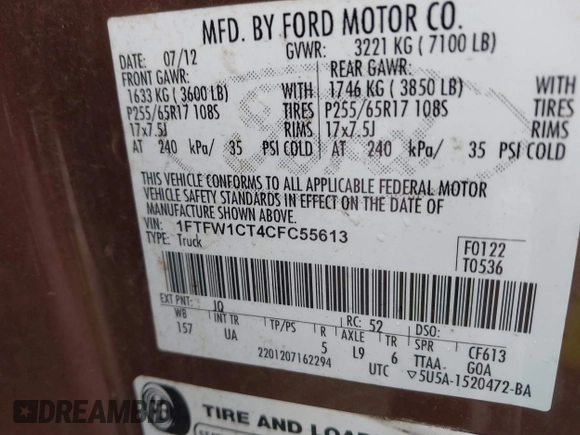 MFD. BY FORD MOTOR CO.
DATE: 07/12 GVWR: 3221 KG ( 7100 LB)
FRONT GAWR: REAR GAWR:
1633 KG ( 3600 LB) WITH 1746 KG ( 3850 LB) WITH
P255/65R17 108S TIRES P255/65R17 108S TIRES
17x7.5J RIMS 17x7.5J RIMS
AT 240 kPa/ 35 PSI COLD AT 240 kPa/ 35 PSI COLD
THIS VEHICLE CONFORMS TO ALL APPLICABLE FEDERAL MOTOR
VEHICLE SAFETY STANDARDS IN EFFECT ON THE DATE OF
MANUFACTURE SHOWN ABOVE.
VIN: 1FTFW1CT4CFC55613
TYPE: Truck
F0122
T0536
EXT PNT: JQ RC: 52 DSO:
WB INT TR TP/PS R AXLE TR SPR CF613
157 UA 5 L9 6 TTAA GOA
2201207162294 UTC ▽5U5A-1520472-BA
TIRE AND LOA
DREAMBID